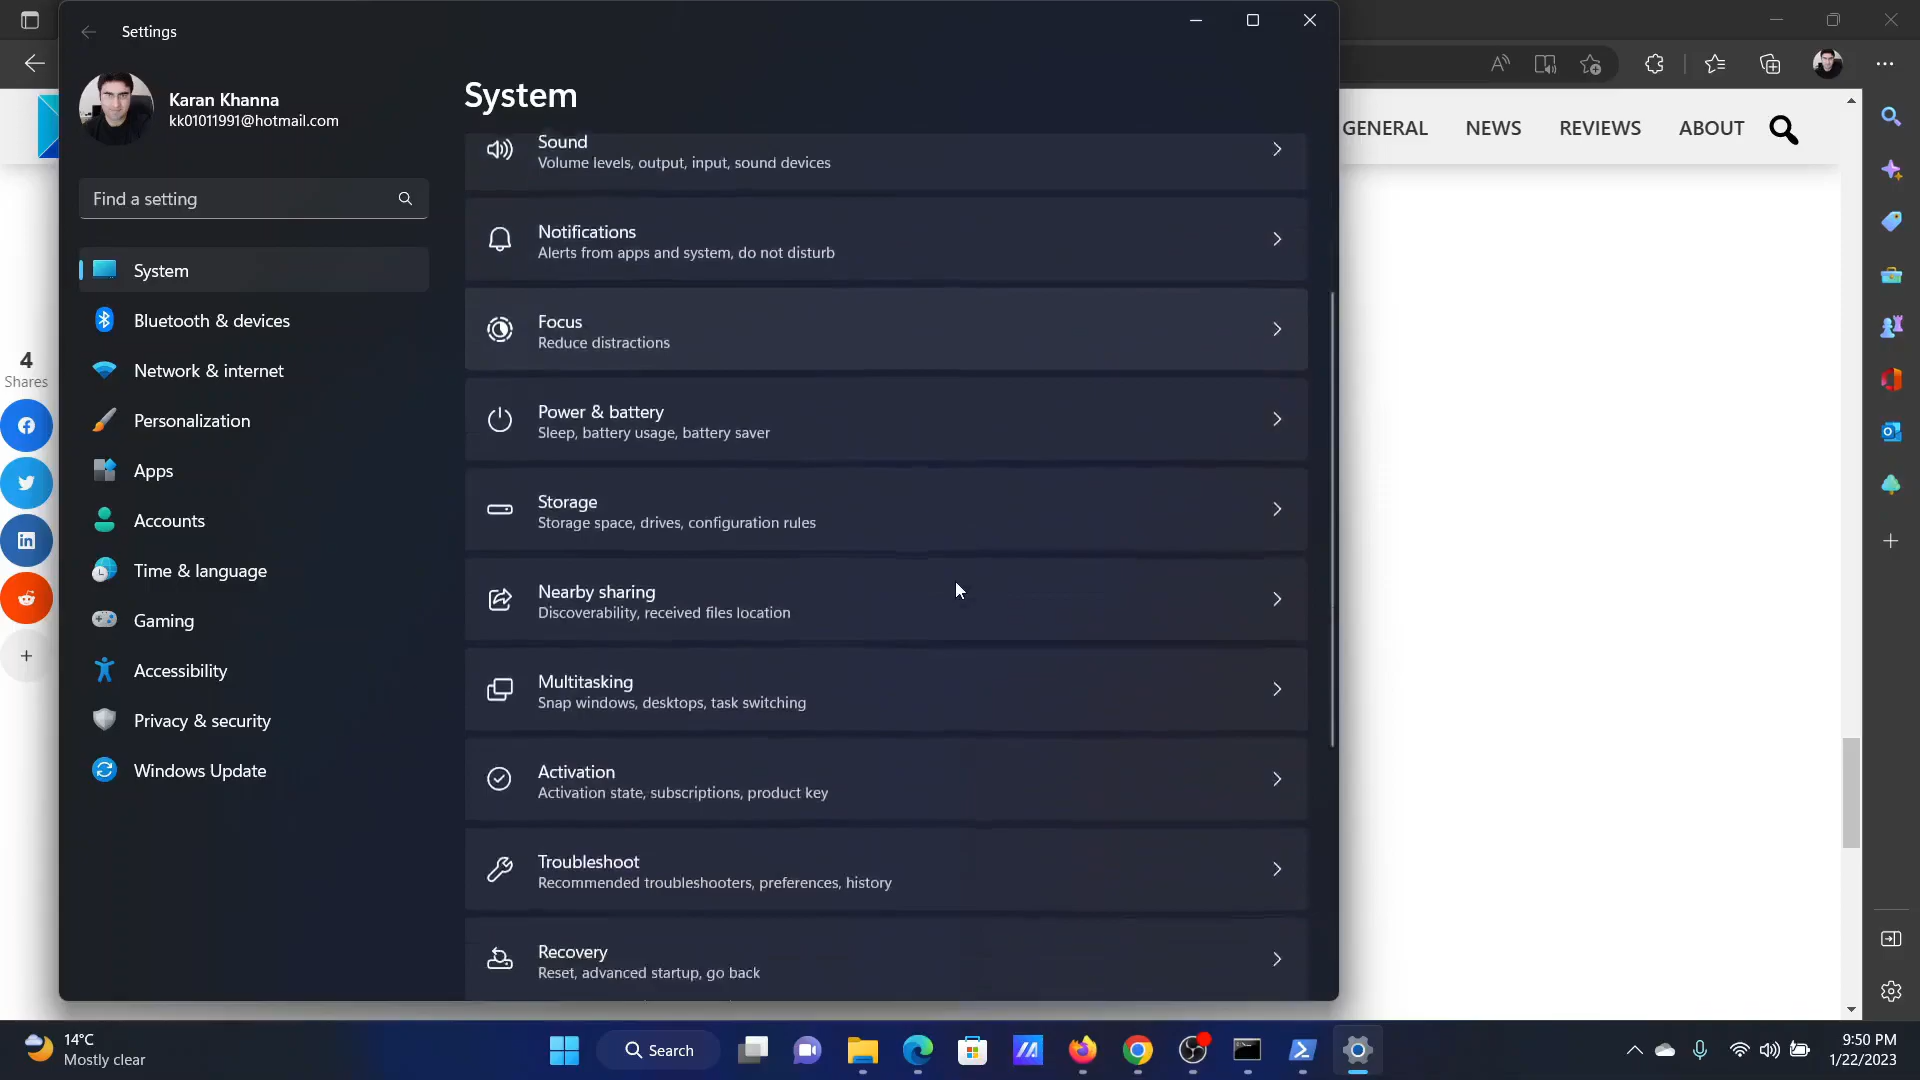 Settings
Karan Khanna
kk01011991@hotmail.com
Find a setting
System
Bluetooth & devices
Network & internet
Personalization
Apps
Accounts
Time & language
Gaming
Accessibility
Privacy & security
Windows Update
System
Sound
Volume levels, output, input, sound devices
Notifications
Alerts from apps and system, do not disturb
Focus
Reduce distractions
Power & battery
Sleep, battery usage, battery saver
Storage
Storage space, drives, configuration rules
Nearby sharing
Discoverability, received files location
Multitasking
Snap windows, desktops, task switching
Activation
Activation state, subscriptions, product key
Troubleshoot
Recommended troubleshooters, preferences, history
Recovery
Reset, advanced startup, go back
GENERAL NEWS REVIEWS ABOUT
4
Shares
14°C
Mostly clear
Search
9:50 PM
1/22/2023